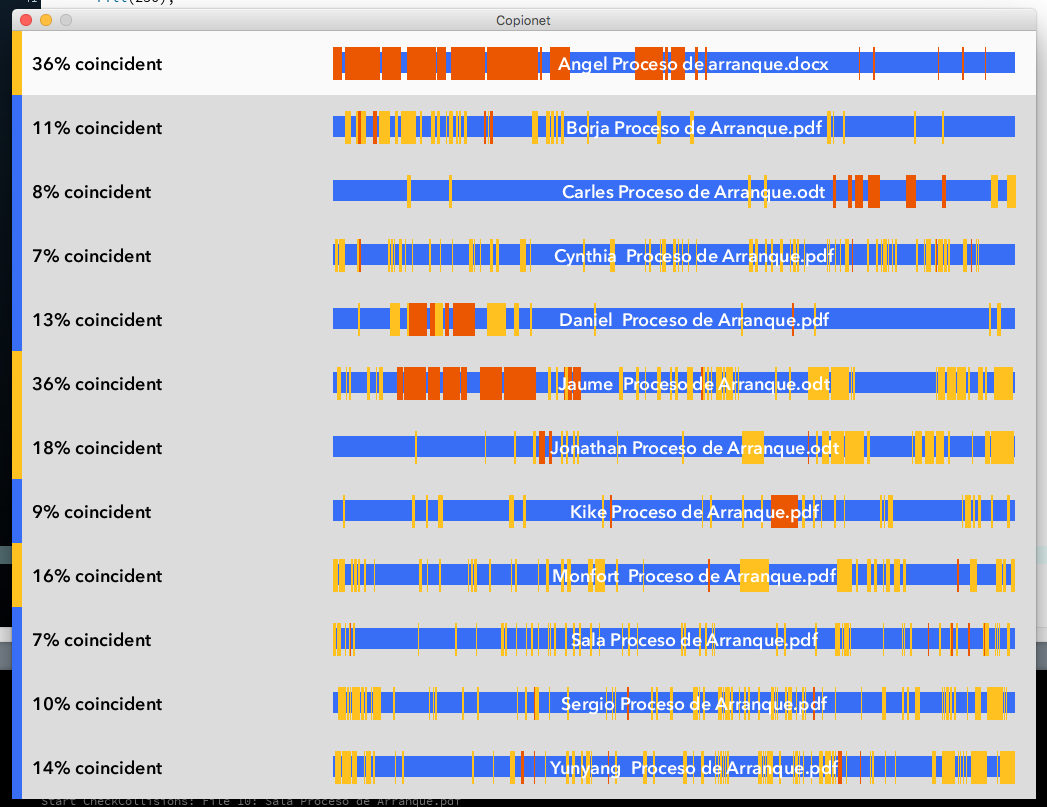 fill(230);
Copionet
36% coincident Angel Proceso de arranque.docx
11% coincident Borja Proceso de Arranque.pdf
8% coincident Carles Proceso de Arranque.odt
7% coincident Cynthia  Proceso de Arranque.pdf
13% coincident Daniel  Proceso de Arranque.pdf
36% coincident Jaume  Proceso de Arranque.odt
18% coincident Jonathan Proceso de Arranque.odt
9% coincident Kike Proceso de Arranque.pdf
16% coincident Monfort  Proceso de Arranque.pdf
7% coincident Sala Proceso de Arranque.pdf
10% coincident Sergio Proceso de Arranque.pdf
14% coincident Yunyang  Proceso de Arranque.pdf
Start CheckCollisions: File 10: Sala Proceso de Arranque.pdf